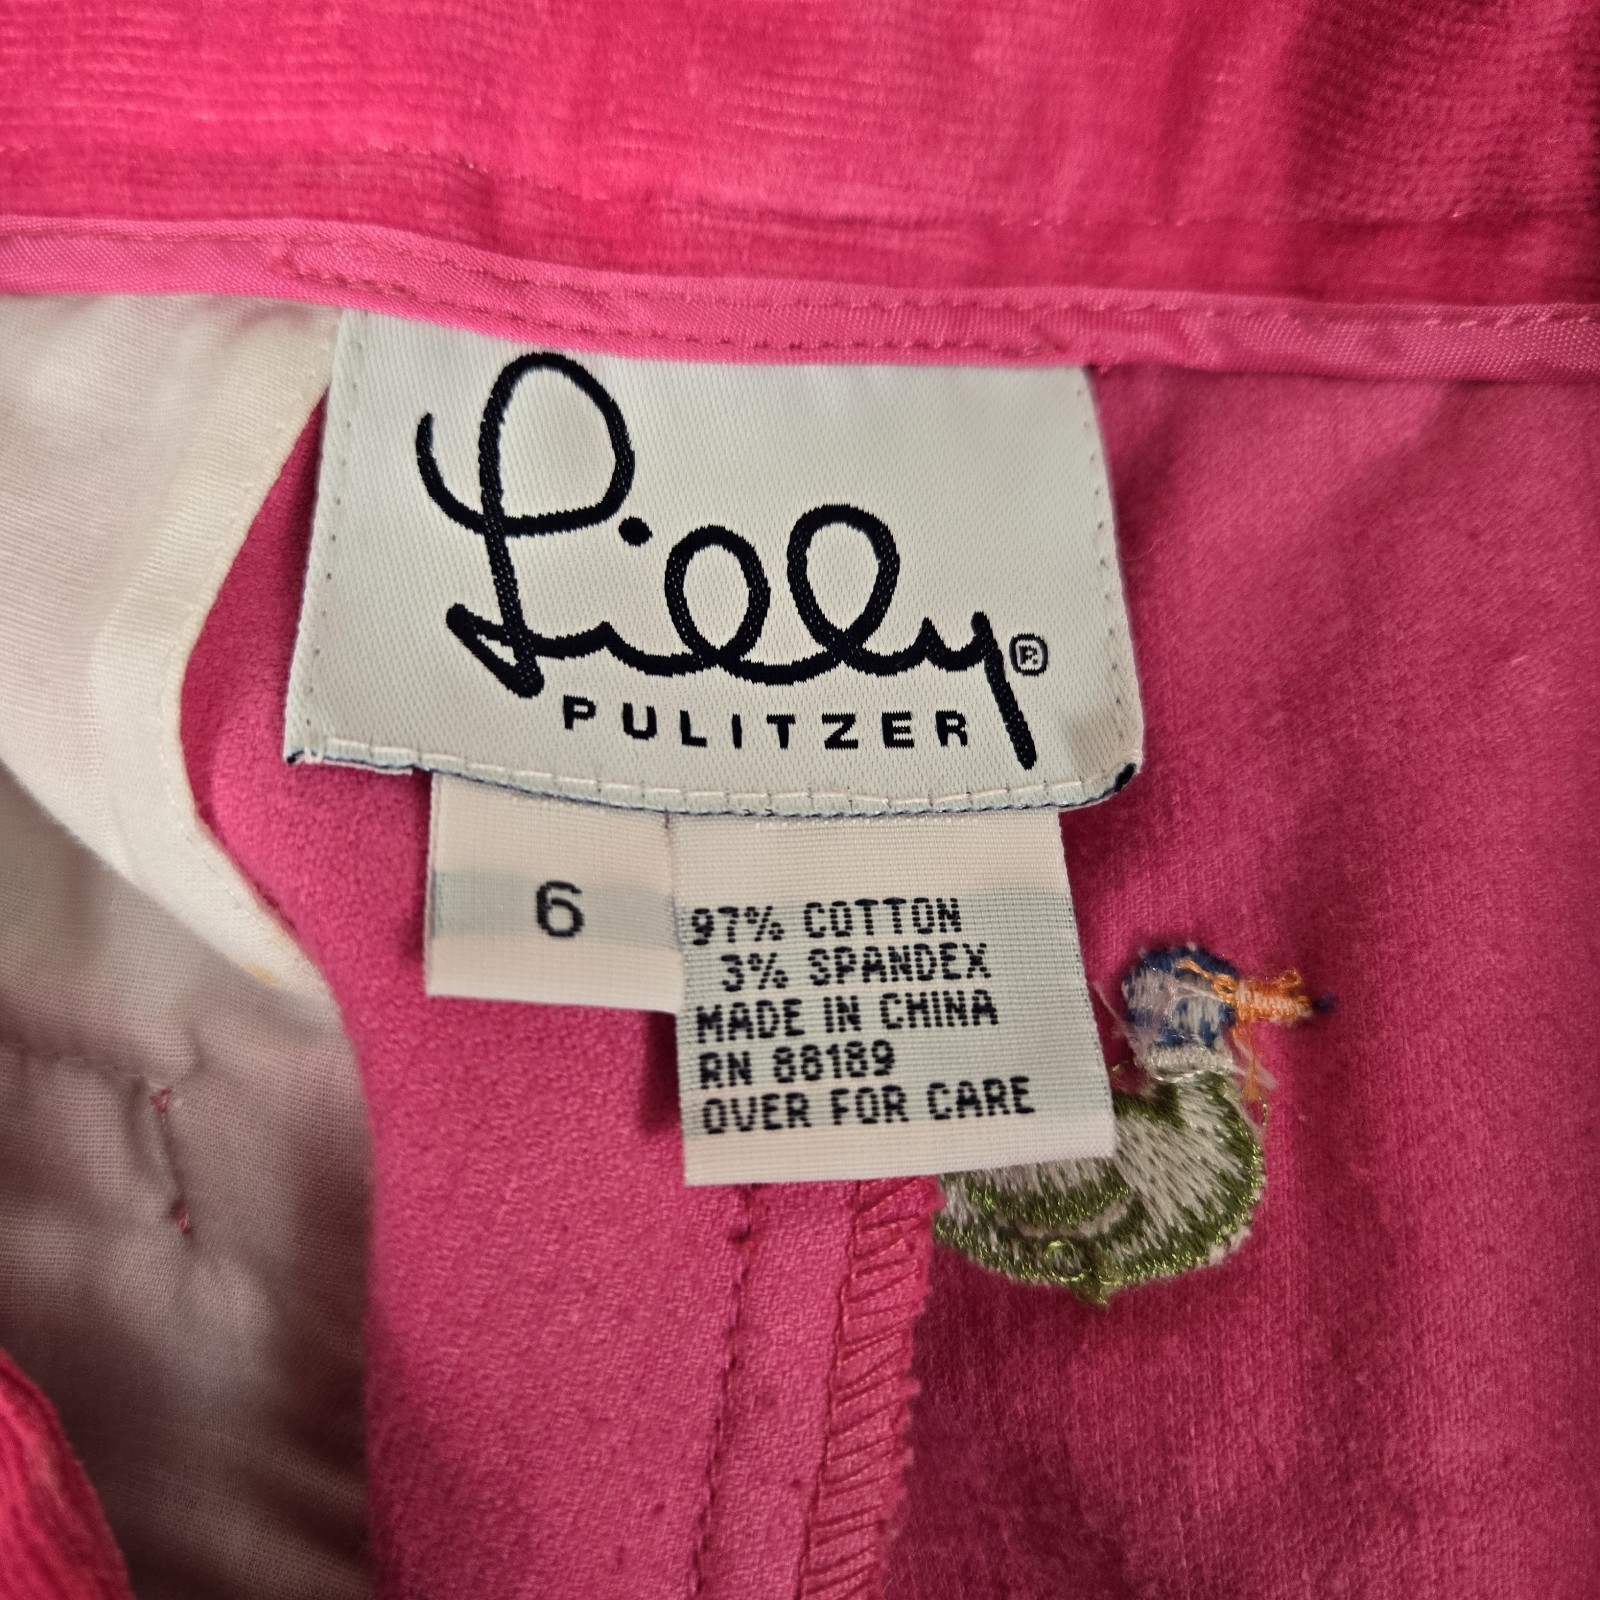 Lilly®
PULITZER
6
97% COTTON
3% SPANDEX
MADE IN CHINA
RN 88189
OVER FOR CARE